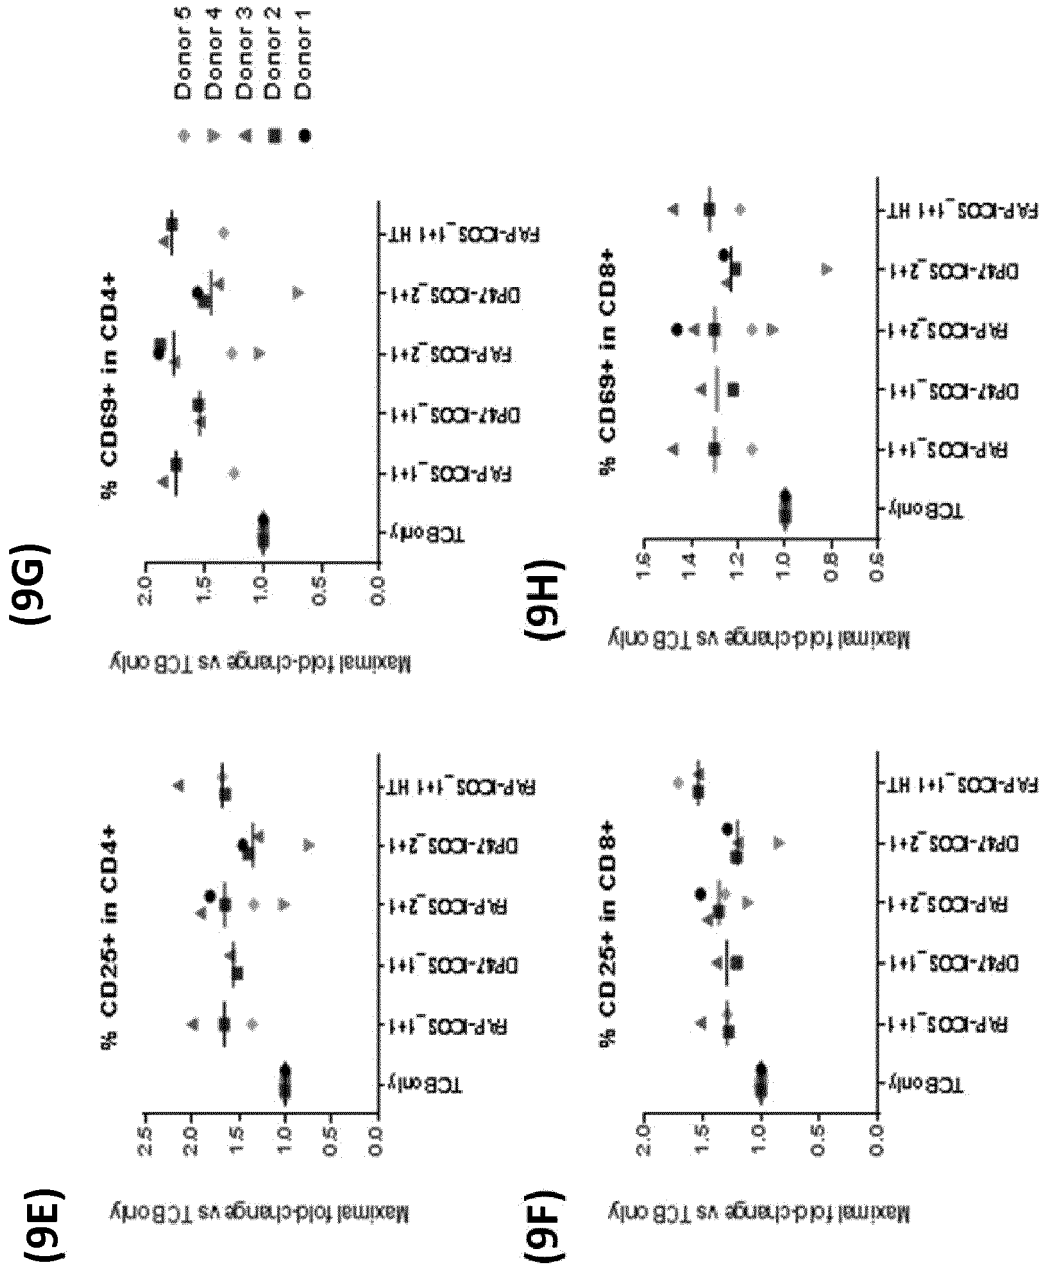 (9E)
% CD25+ in CD4+
Maximal fold-change vs TCB only
2.5
2.0
1.5
1.0
0.5
0.0
TCB only
FAP-ICOS_1+1
DP47-ICOS_1+1
FAP-ICOS_2+1
DP47-ICOS_2+1
FAP-ICOS_1+1 HT
(9G)
% CD69+ in CD4+
Maximal fold-change vs TCB only
2.0
1.5
1.0
0.5
0.0
TCB only
FAP-ICOS_1+1
DP47-ICOS_1+1
FAP-ICOS_2+1
DP47-ICOS_2+1
FAP-ICOS_1+1 HT
Donor 5
Donor 4
Donor 3
Donor 2
Donor 1
(9F)
% CD25+ in CD8+
Maximal fold-change vs TCB only
2.0
1.5
1.0
0.5
0.0
TCB only
FAP-ICOS_1+1
DP47-ICOS_1+1
FAP-ICOS_2+1
DP47-ICOS_2+1
FAP-ICOS_1+1 HT
(9H)
% CD69+ in CD8+
Maximal fold-change vs TCB only
1.6
1.4
1.2
1.0
0.8
0.6
TCB only
FAP-ICOS_1+1
DP47-ICOS_1+1
FAP-ICOS_2+1
DP47-ICOS_2+1
FAP-ICOS_1+1 HT